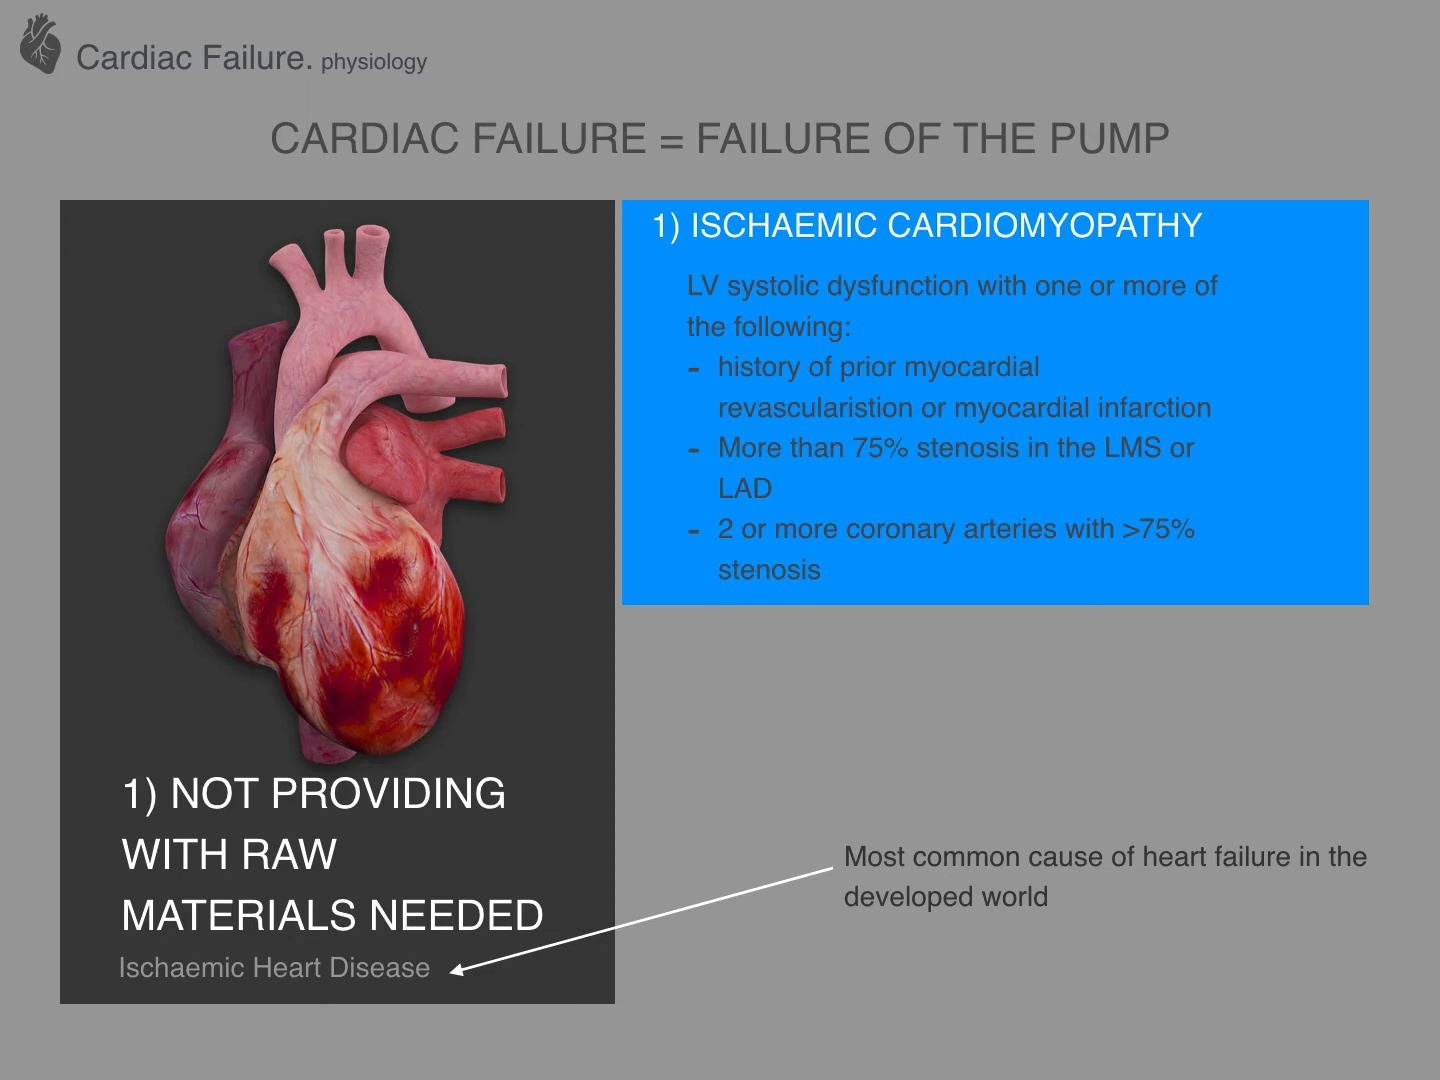 Cardiac Failure. physiology
CARDIAC FAILURE = FAILURE OF THE PUMP
1) ISCHAEMIC CARDIOMYOPATHY
LV systolic dysfunction with one or more of
the following:
- history of prior myocardial
revascularistion or myocardial infarction
- More than 75% stenosis in the LMS or
LAD
- 2 or more coronary arteries with >75%
stenosis
1) NOT PROVIDING
WITH RAW
MATERIALS NEEDED
Ischaemic Heart Disease
Most common cause of heart failure in the
developed world